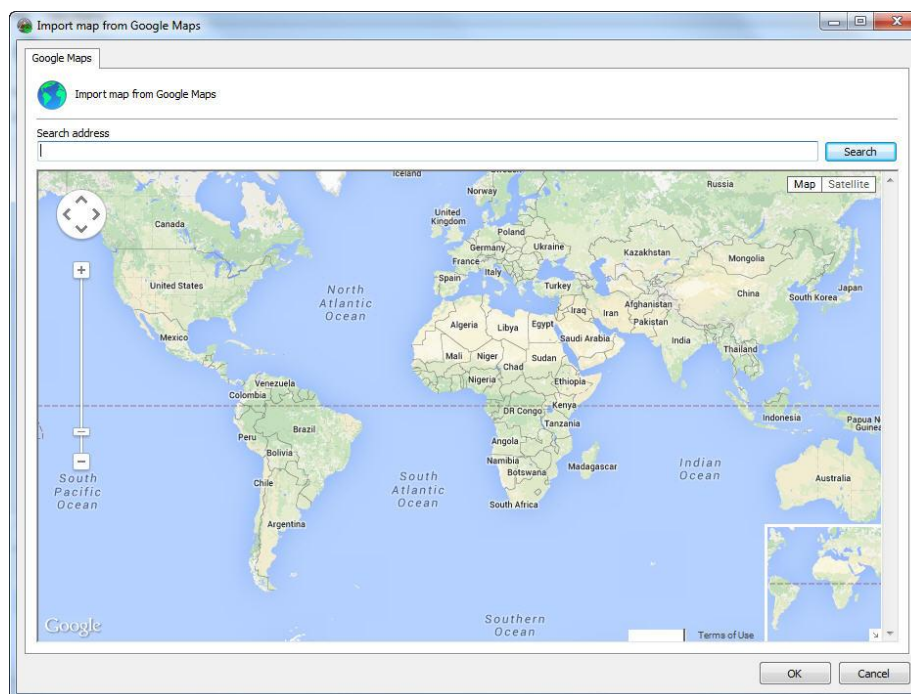 Import map from Google Maps
Google Maps
Import map from Google Maps
Search address
Search
Iceland
Norway
Russia
Map Satellite
Canada
United
Kingdom
Poland
Germany
Ukraine
Kazakhstan
Mongolia
France
Italy
Spain
Turkey
United States
North
Atlantic
Ocean
China
South Korea
Japan
Iraq
Iran
Afghanistan
Pakistan
Algeria
Libya
Egypt
Saudi Arabia
Mexico
India
Thailand
Mali
Niger
Chad
Sudan
Nigeria
Ethiopia
Venezuela
Colombia
DR Congo
Kenya
Tanzania
Indonesia
Papua N
Guinea
Peru
Brazil
Bolivia
Angola
Namibia
Botswana
Madagascar
South
Pacific
Ocean
Chile
South
Atlantic
Ocean
Indian
Ocean
Australia
South Africa
Argentina
Google
Southern
Ocean
Terms of Use
OK
Cancel